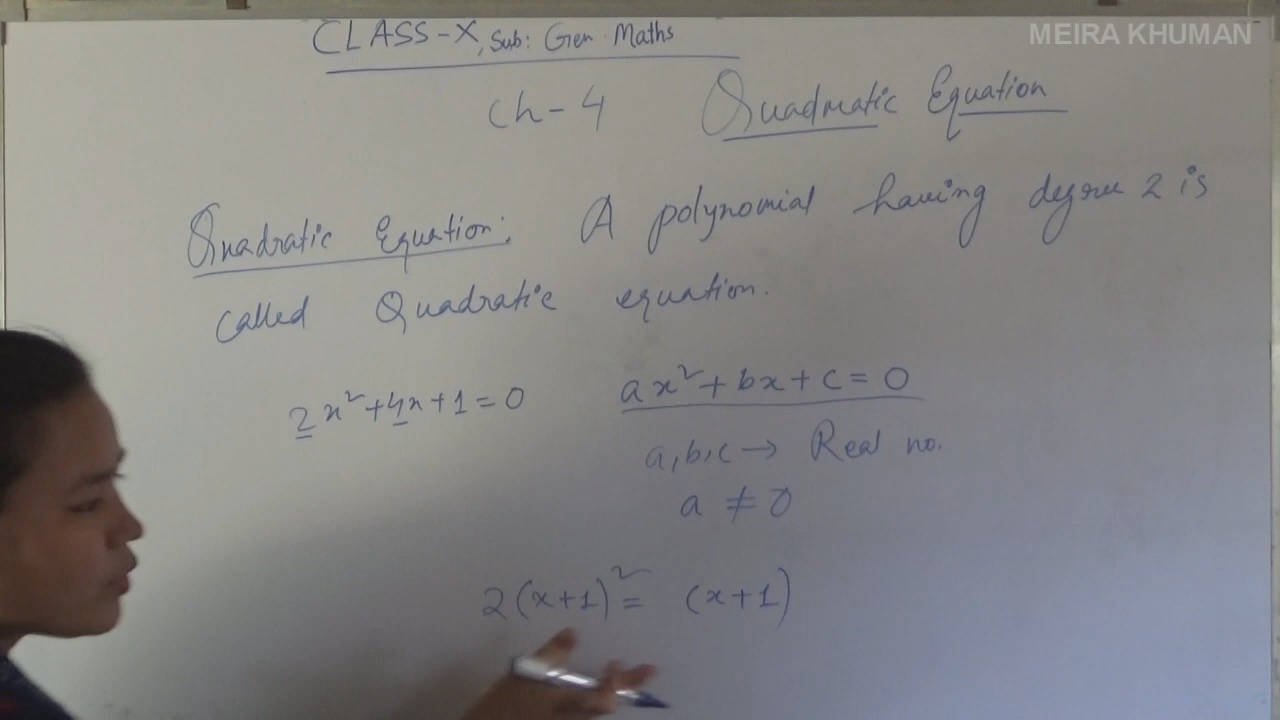 MEIRA KHUMAN
CLASS-X, Sub: Gen. Maths
Ch-4 Quadratic Equation
Quadratic Equation: A polynomial having degree 2 is
called Quadratic equation.
2x²+4x+1=0 ax²+bx+c=0
a,b,c → Real no.
a ≠ 0
2(x+1)² = (x+1)